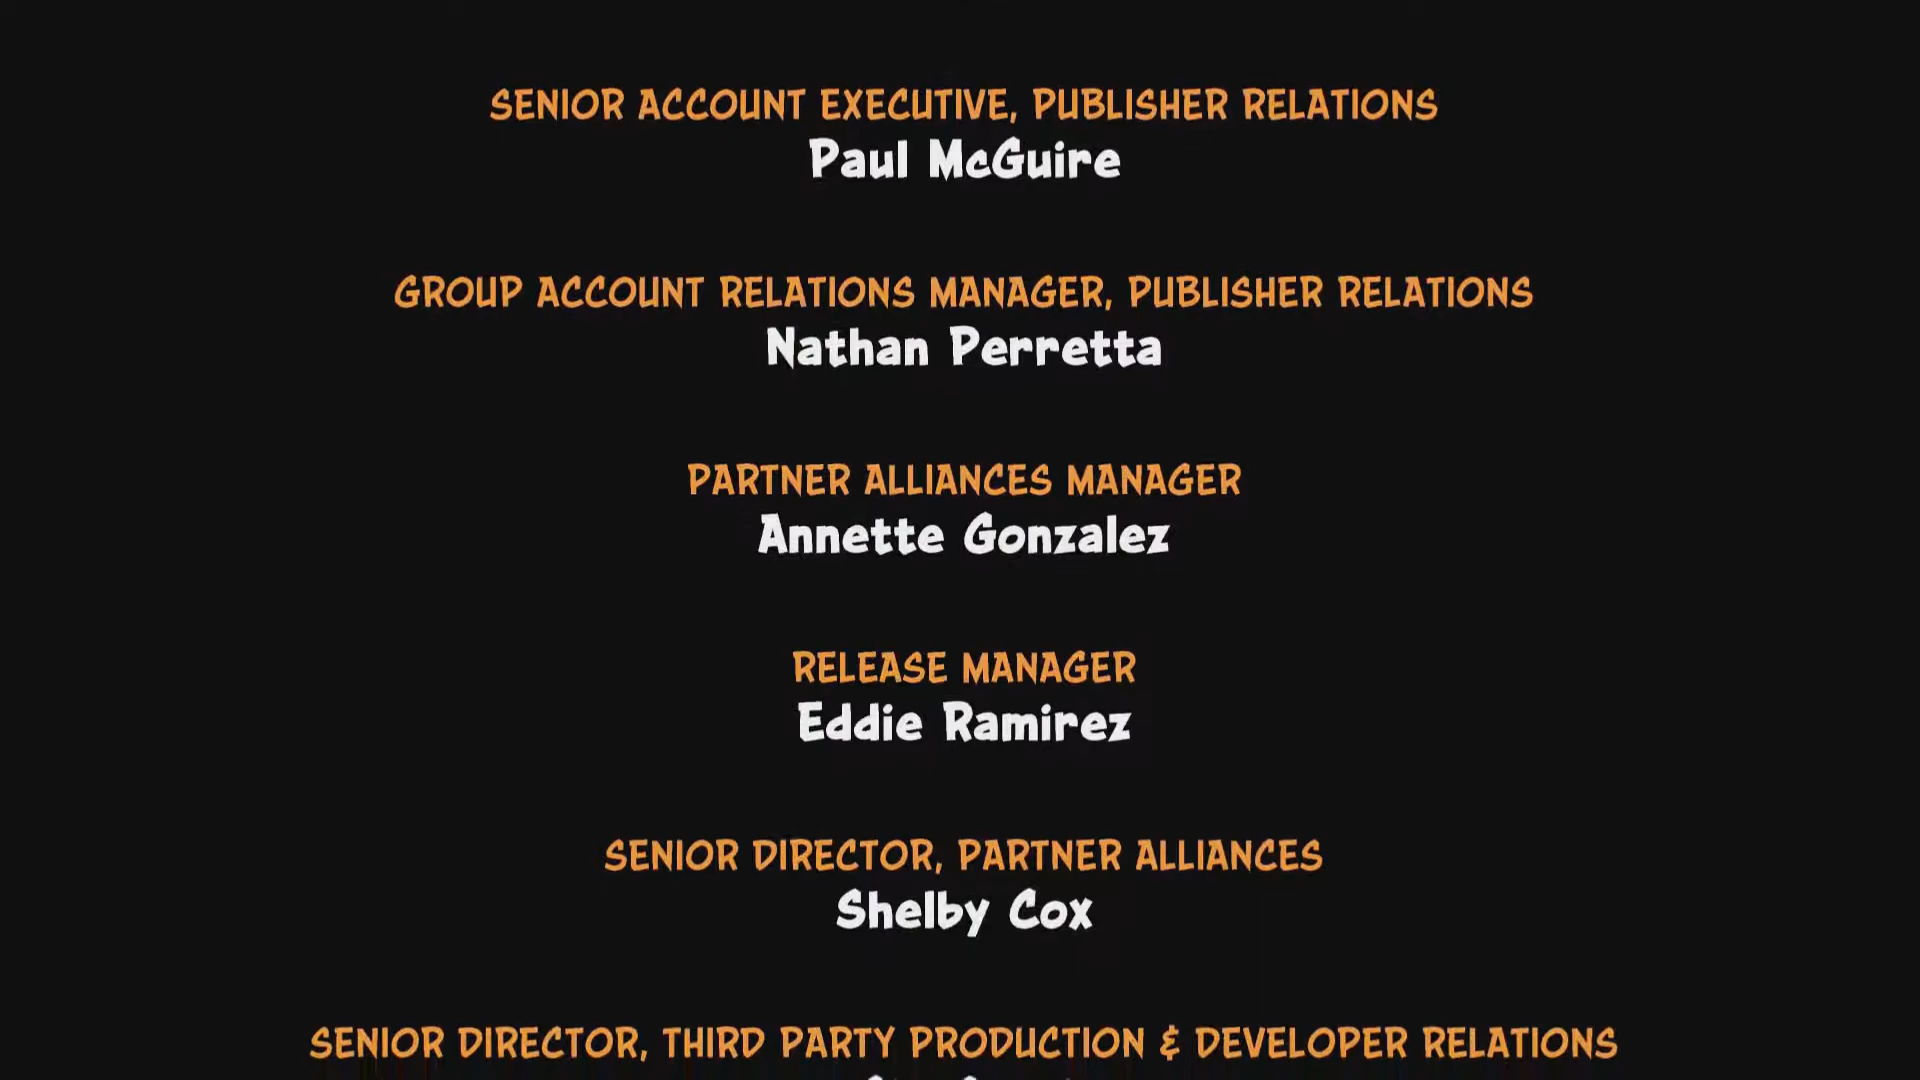 SENIOR ACCOUNT EXECUTIVE, PUBLISHER RELATIONS
Paul McGuire
GROUP ACCOUNT RELATIONS MANAGER, PUBLISHER RELATIONS
Nathan Perretta
PARTNER ALLIANCES MANAGER
Annette Gonzalez
RELEASE MANAGER
Eddie Ramirez
SENIOR DIRECTOR, PARTNER ALLIANCES
Shelby Cox
SENIOR DIRECTOR, THIRD PARTY PRODUCTION & DEVELOPER RELATIONS